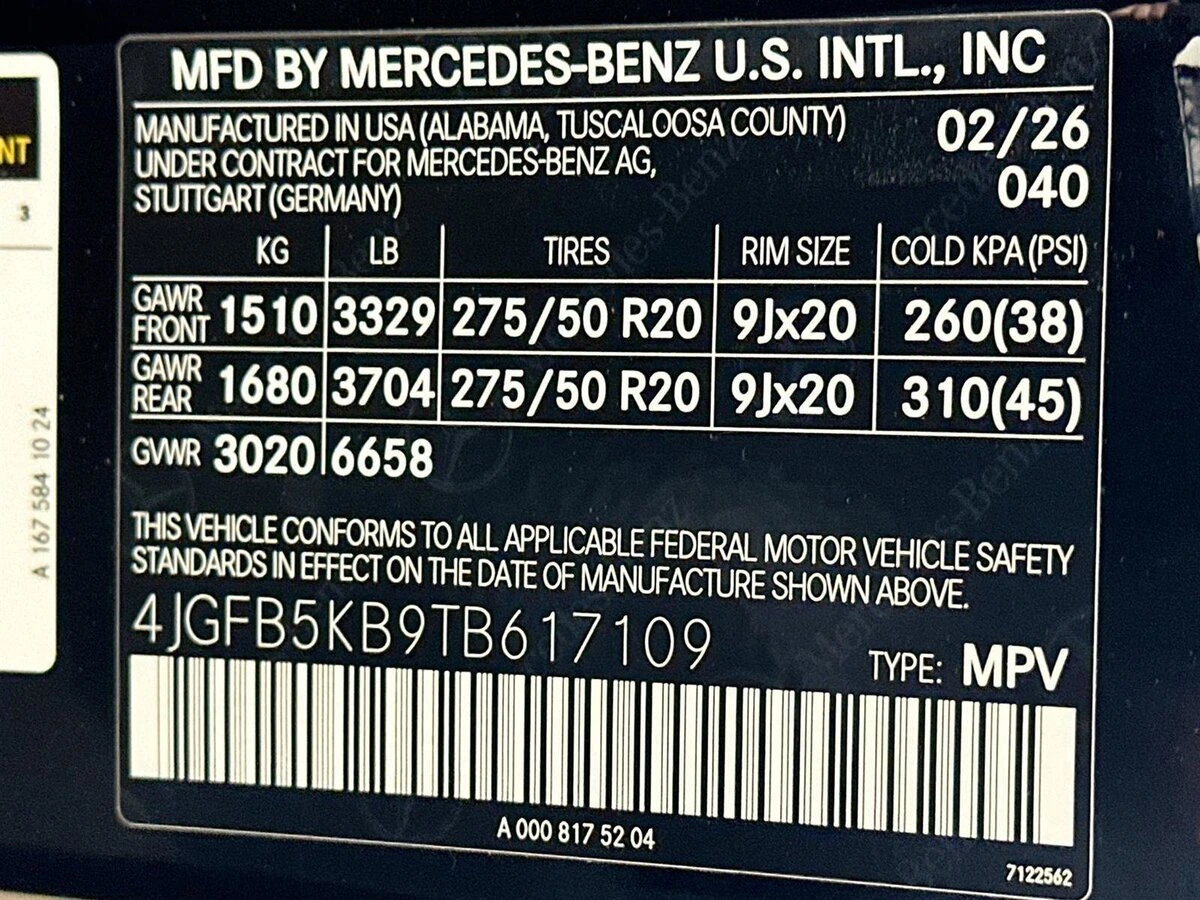 MFD BY MERCEDES-BENZ U.S. INTL., INC
MANUFACTURED IN USA (ALABAMA, TUSCALOOSA COUNTY) 02/26
UNDER CONTRACT FOR MERCEDES-BENZ AG, 040
STUTTGART (GERMANY)
KG LB TIRES RIM SIZE COLD KPA (PSI)
GAWR FRONT 1510 3329 275/50 R20 9Jx20 260(38)
GAWR REAR 1680 3704 275/50 R20 9Jx20 310(45)
GVWR 3020 6658
THIS VEHICLE CONFORMS TO ALL APPLICABLE FEDERAL MOTOR VEHICLE SAFETY
STANDARDS IN EFFECT ON THE DATE OF MANUFACTURE SHOWN ABOVE.
4JGFB5KB9TB617109
TYPE: MPV
A 000 817 52 04
7122562
NT
3
A 167 584 10 24